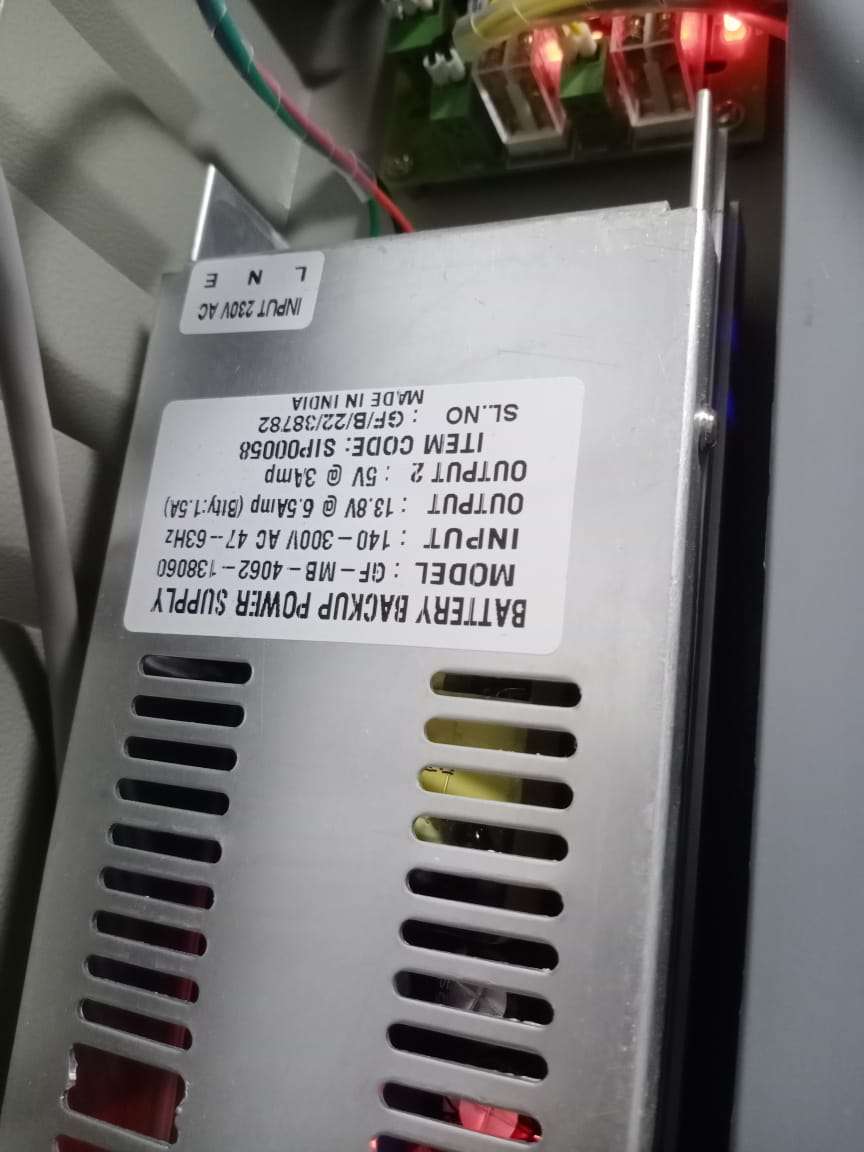 BATTERY BACKUP POWER SUPPLY
MODEL : GF-MB-4062-138060
INPUT : 140-300V AC 47--63Hz
OUTPUT : 13.8V @ 6.5Amp (Bty:1.5A)
OUTPUT 2 : 5V @ 3Amp
ITEM CODE: SIP00058
SL..NO : GF/B/22/38782
MADE IN INDIA
INPUT 230V AC
L N E